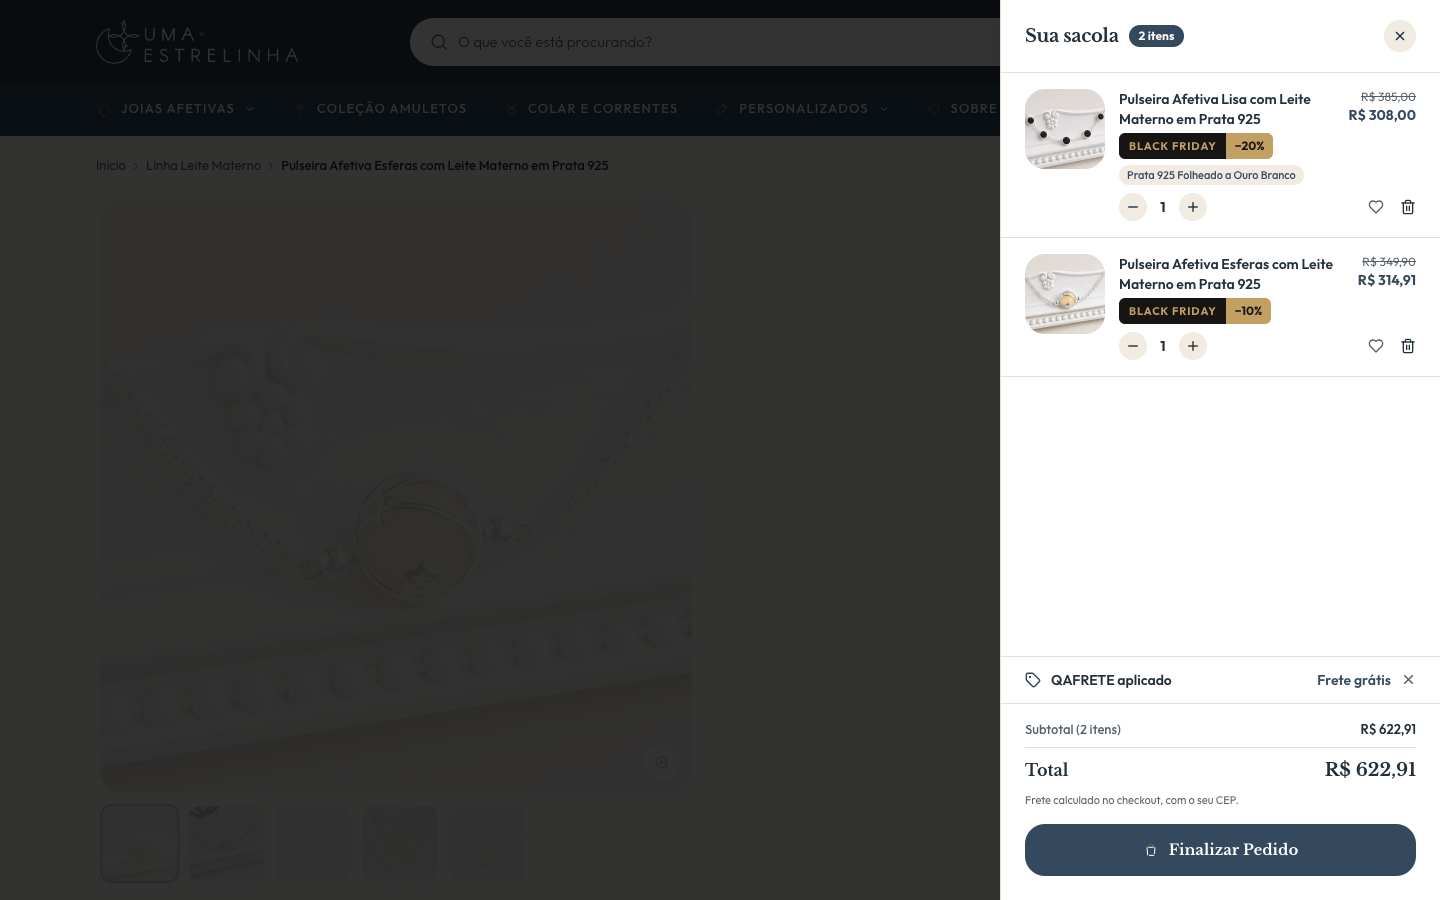 UMA
ESTRELINHA
O que você está procurando?
JOIAS AFETIVAS
COLEÇÃO AMULETOS
COLAR E CORRENTES
PERSONALIZADOS
SOBRE
Início > Linha Leite Materno > Pulseira Afetiva Esferas com Leite Materno em Prata 925
Sua sacola
2 itens
Pulseira Afetiva Lisa com Leite
Materno em Prata 925
R$ 385,00
R$ 308,00
BLACK FRIDAY −20%
Prata 925 Folheado a Ouro Branco
1
Pulseira Afetiva Esferas com Leite
Materno em Prata 925
R$ 349,90
R$ 314,91
BLACK FRIDAY −10%
1
QAFRETE aplicado
Frete grátis
Subtotal (2 itens)
R$ 622,91
Total
R$ 622,91
Frete calculado no checkout, com o seu CEP.
Finalizar Pedido